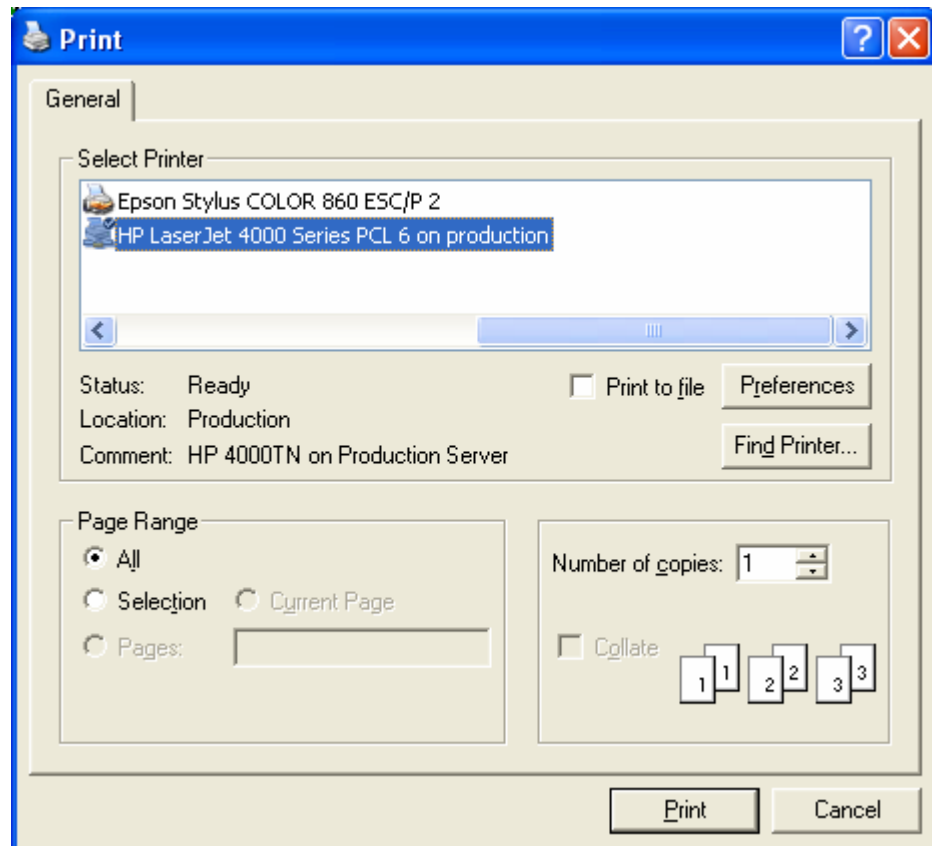 Print
General
Select Printer
Epson Stylus COLOR 860 ESC/P 2
HP LaserJet 4000 Series PCL 6 on production
Status: Ready
Print to file
Preferences
Location: Production
Comment: HP 4000TN on Production Server
Find Printer...
Page Range
All
Selection
Current Page
Pages:
Number of copies: 1
Collate
1 1 2 2 3 3
Print
Cancel